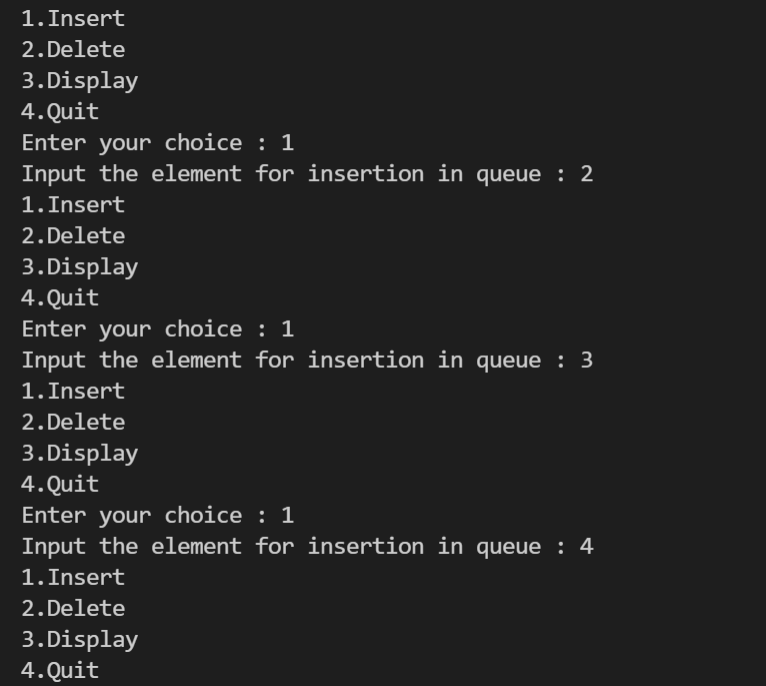 1.Insert
2.Delete
3.Display
4.Quit
Enter your choice : 1
Input the element for insertion in queue : 2
1.Insert
2.Delete
3.Display
4.Quit
Enter your choice : 1
Input the element for insertion in queue : 3
1.Insert
2.Delete
3.Display
4.Quit
Enter your choice : 1
Input the element for insertion in queue : 4
1.Insert
2.Delete
3.Display
4.Quit